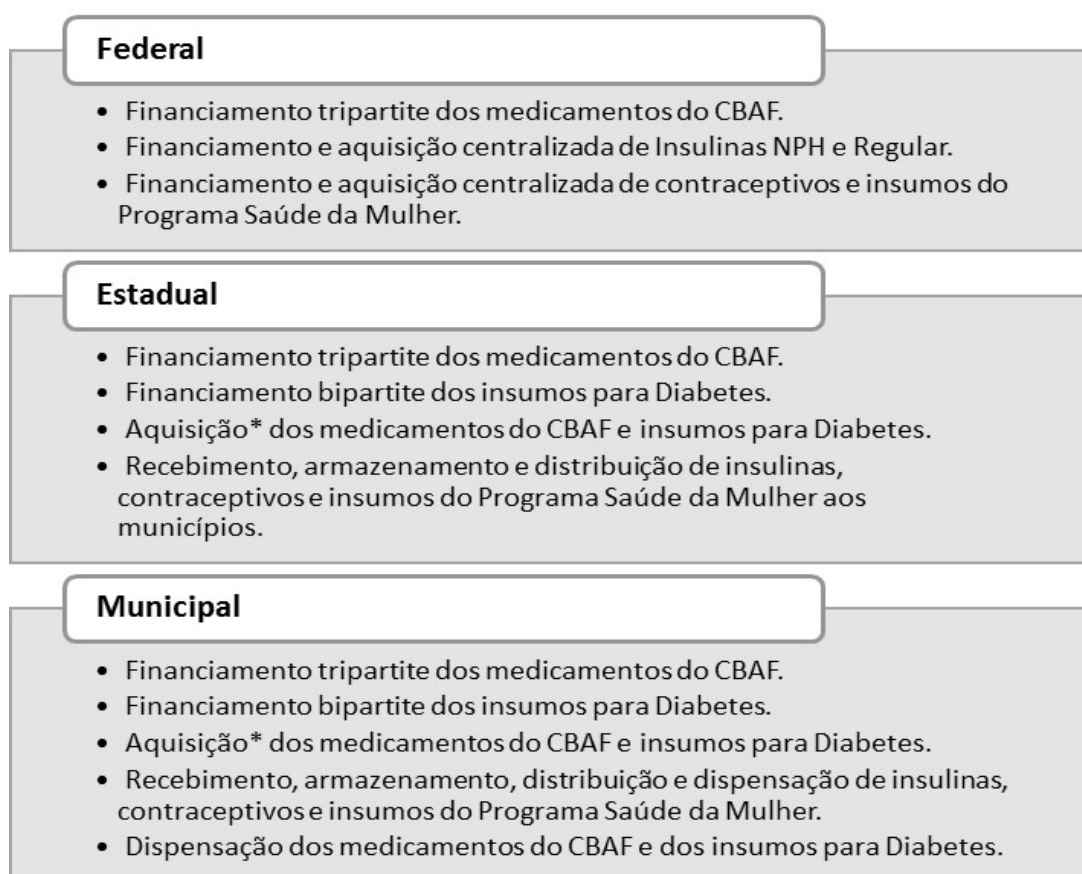 Federal
• Financiamento tripartite dos medicamentos do CBAF.
• Financiamento e aquisição centralizada de Insulinas NPH e Regular.
• Financiamento e aquisição centralizada de contraceptivos e insumos do
Programa Saúde da Mulher.
Estadual
• Financiamento tripartite dos medicamentos do CBAF.
• Financiamento bipartite dos insumos para Diabetes.
• Aquisição* dos medicamentos do CBAF e insumos para Diabetes.
• Recebimento, armazenamento e distribuição de insulinas,
contraceptivos e insumos do Programa Saúde da Mulher aos
municípios.
Municipal
• Financiamento tripartite dos medicamentos do CBAF.
• Financiamento bipartite dos insumos para Diabetes.
• Aquisição* dos medicamentos do CBAF e insumos para Diabetes.
• Recebimento, armazenamento, distribuição e dispensação de insulinas,
contraceptivos e insumos do Programa Saúde da Mulher.
• Dispensação dos medicamentos do CBAF e dos insumos para Diabetes.